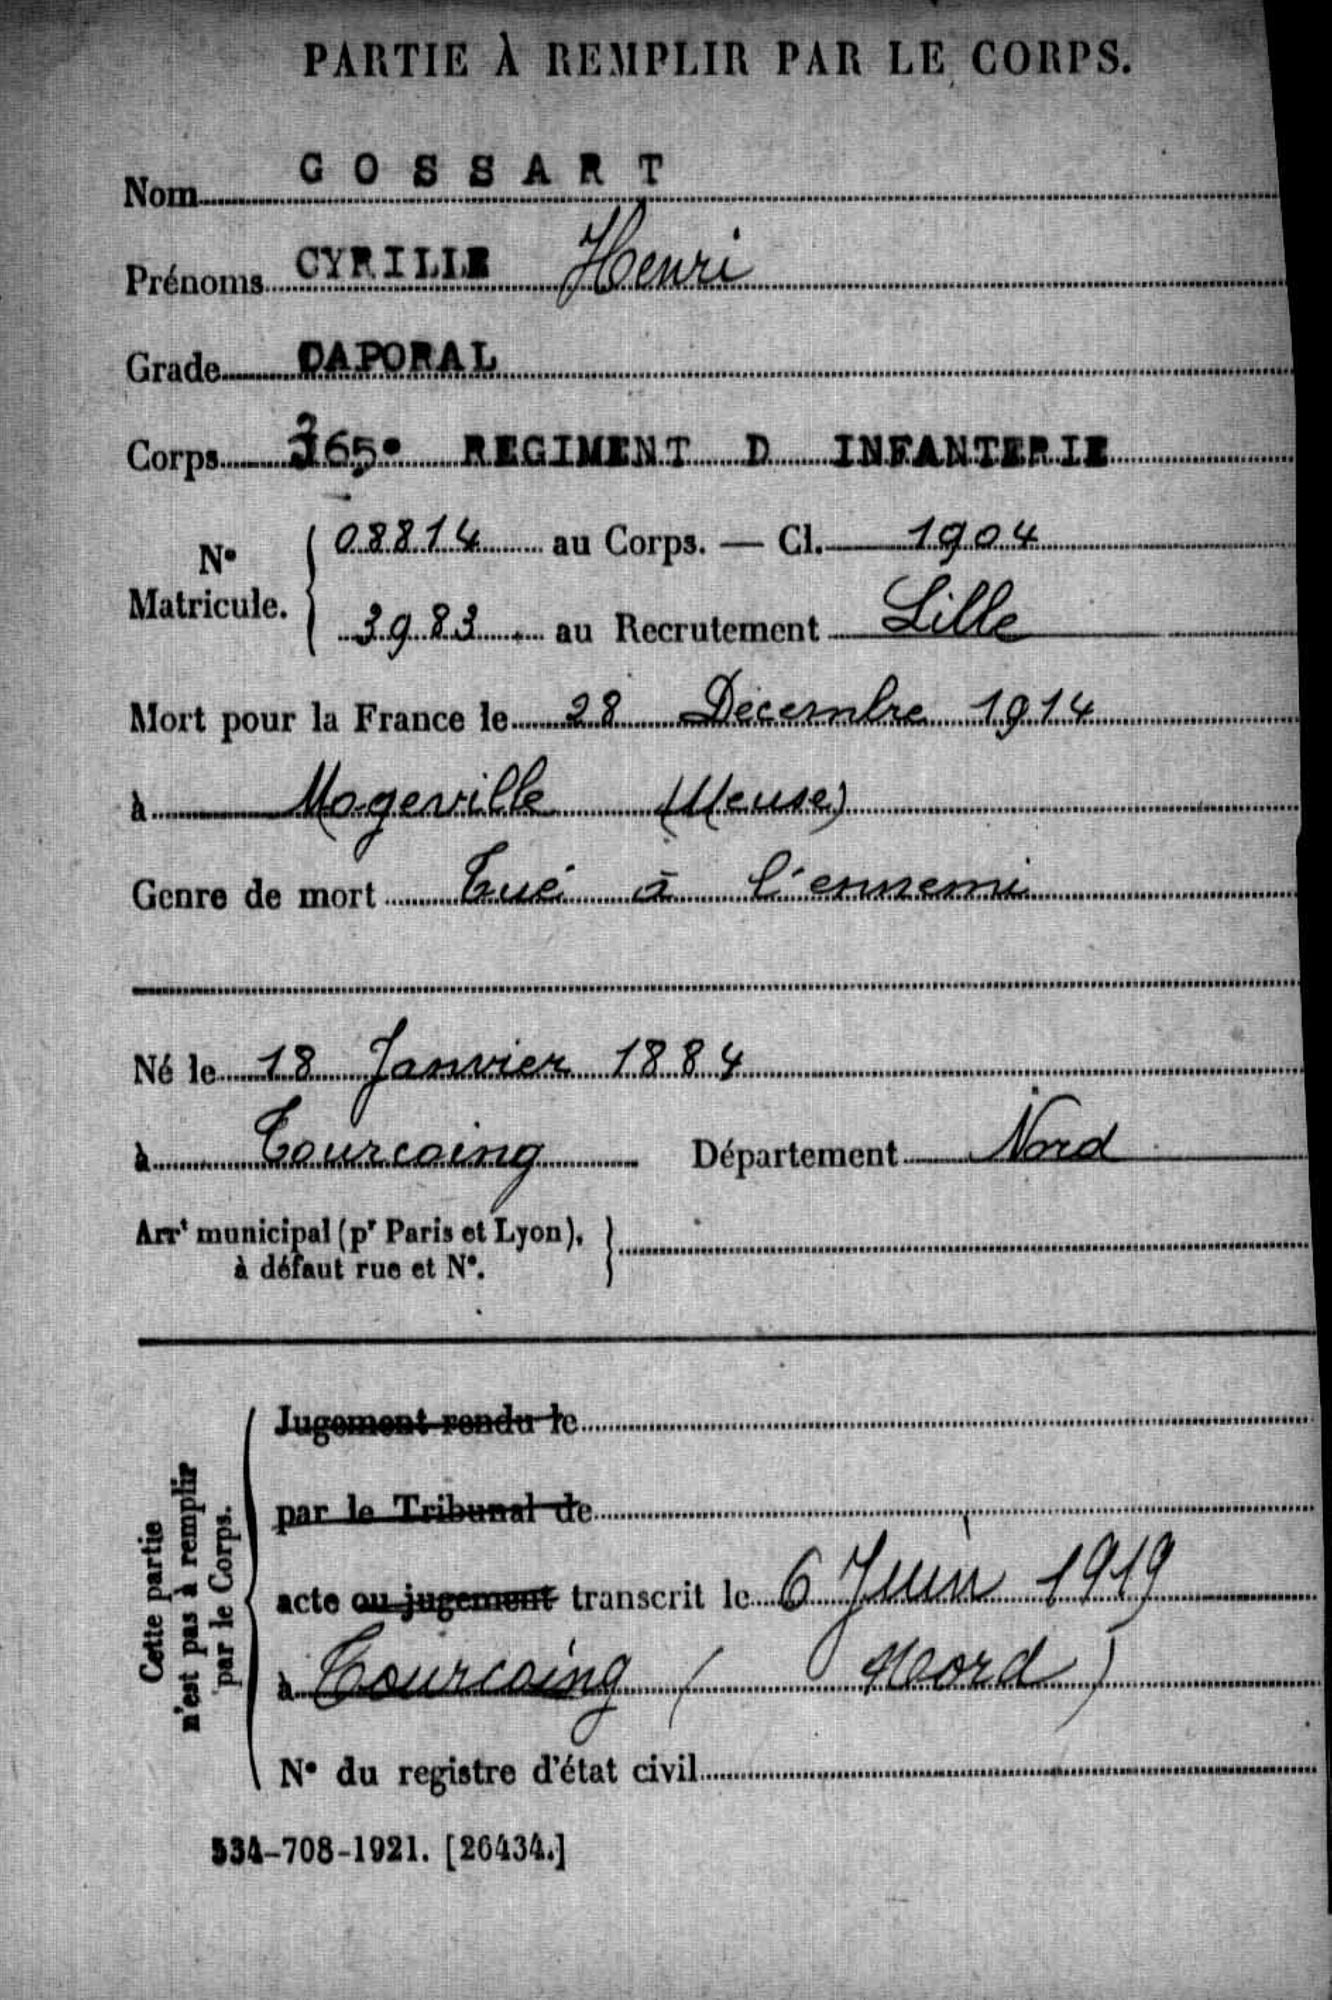 PARTIE À REMPLIR PAR LE CORPS.
Nom GOSSART
Prénoms CYRILLE Henri
Grade CAPORAL
Corps 365e REGIMENT D INFANTERIE
No Matricule. { 08814 au Corps. — Cl. 1904
3983 au Recrutement Lille
Mort pour la France le 28 Décembre 1914
à Mogeville (Meuse)
Genre de mort Tué à l'ennemi
Né le 18 Janvier 1884
à Tourcoing Département Nord
Arrt municipal (pr Paris et Lyon), }
à défaut rue et No.
Cette partie
n'est pas à remplir
par le Corps.
Jugement rendu le
par le Tribunal de
acte ou jugement transcrit le 6 Juin 1919
à Tourcoing (Nord)
No du registre d'état civil
534-708-1921. [26434.]